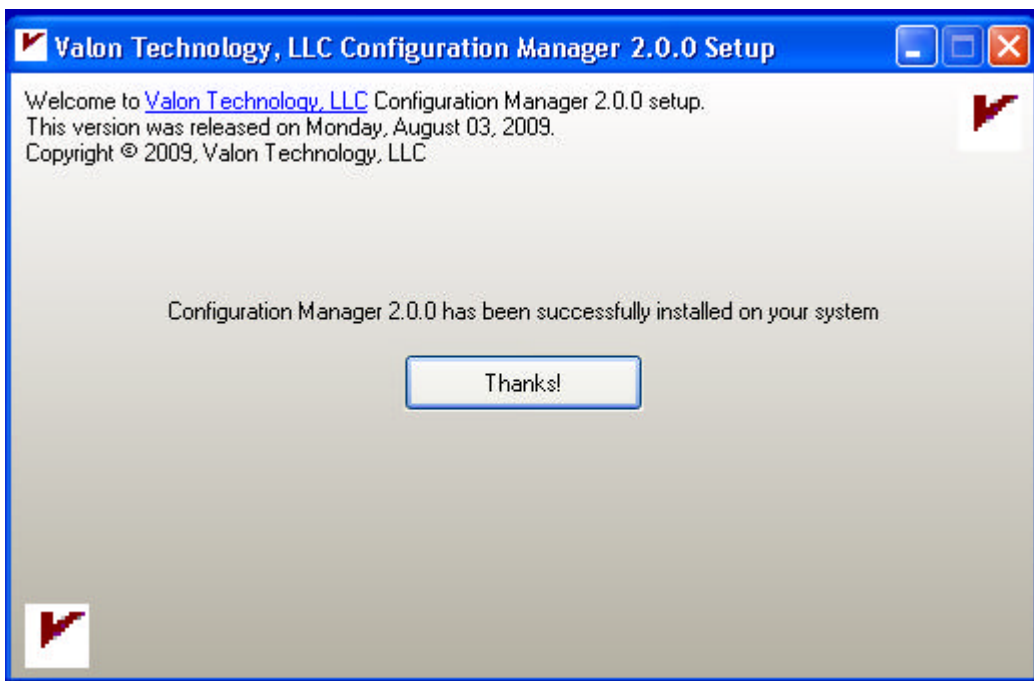 Valon Technology, LLC Configuration Manager 2.0.0 Setup
Welcome to Valon Technology, LLC Configuration Manager 2.0.0 setup.
This version was released on Monday, August 03, 2009.
Copyright © 2009, Valon Technology, LLC
Configuration Manager 2.0.0 has been successfully installed on your system
Thanks!